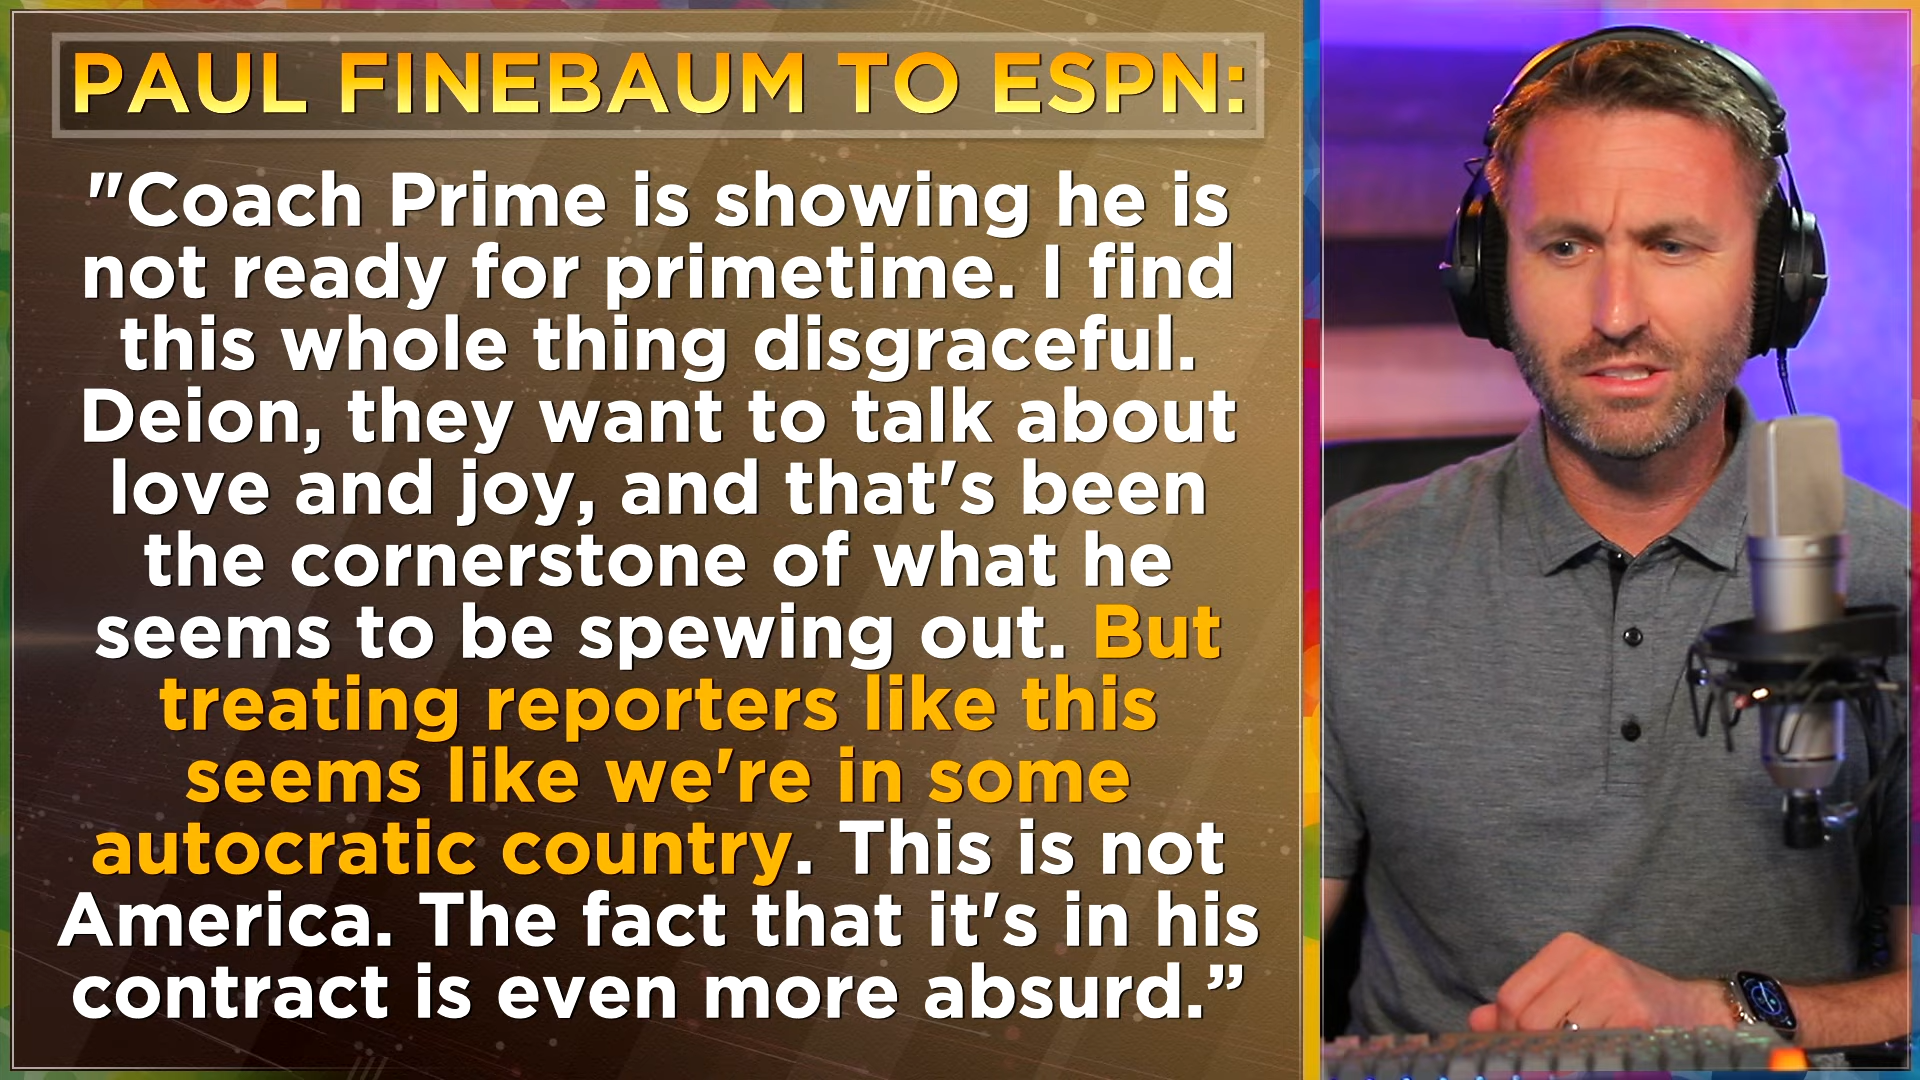 PAUL FINEBAUM TO ESPN:
"Coach Prime is showing he is
not ready for primetime. I find
this whole thing disgraceful.
Deion, they want to talk about
love and joy, and that's been
the cornerstone of what he
seems to be spewing out. But
treating reporters like this
seems like we're in some
autocratic country. This is not
America. The fact that it's in his
contract is even more absurd.”